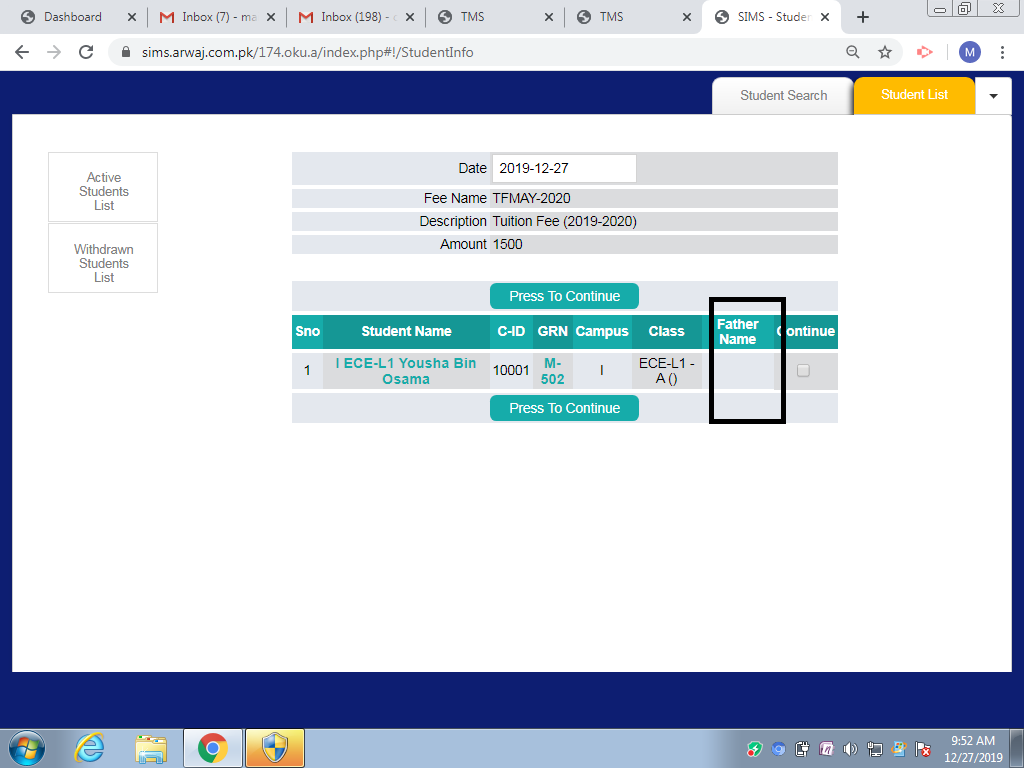 Dashboard
Inbox (7) - ma
Inbox (198) - c
TMS
TMS
SIMS - Studen
sims.arwaj.com.pk/174.oku.a/index.php#!/StudentInfo
M
Student Search
Student List
Active
Students
List
Withdrawn
Students
List
Date 2019-12-27
Fee Name TFMAY-2020
Description Tuition Fee (2019-2020)
Amount 1500
Press To Continue
Sno Student Name C-ID GRN Campus Class Father Name ontinue
1 I ECE-L1 Yousha Bin 10001 M- I ECE-L1 -
Osama 502 A ()
Press To Continue
9:52 AM
12/27/2019